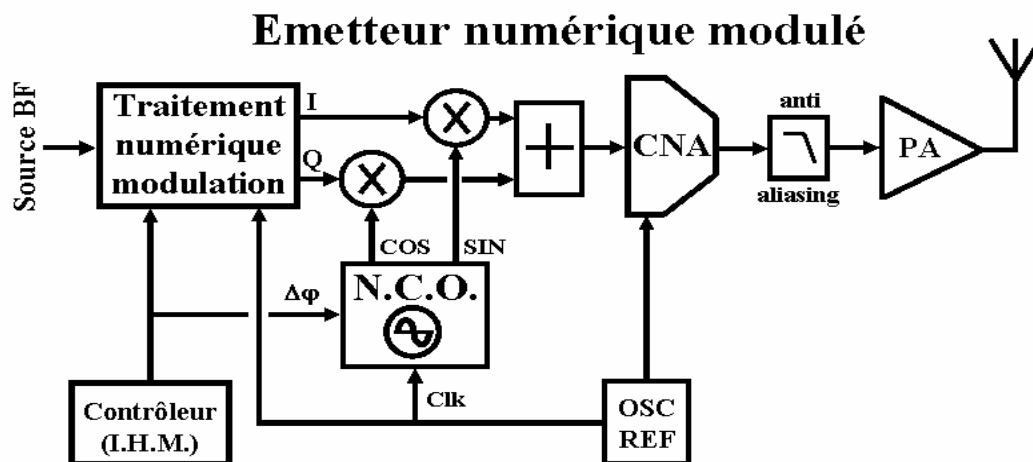 Emetteur numérique modulé
Source BF
Traitement
numérique
modulation
I
Q
CNA
anti
aliasing
PA
COS
SIN
N.C.O.
Δφ
Clk
Contrôleur
(I.H.M.)
OSC
REF